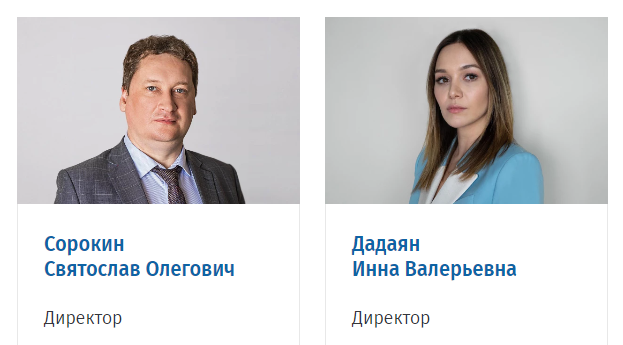 Сорокин
Святослав Олегович
Директор
Дадаян
Инна Валерьевна
Директор